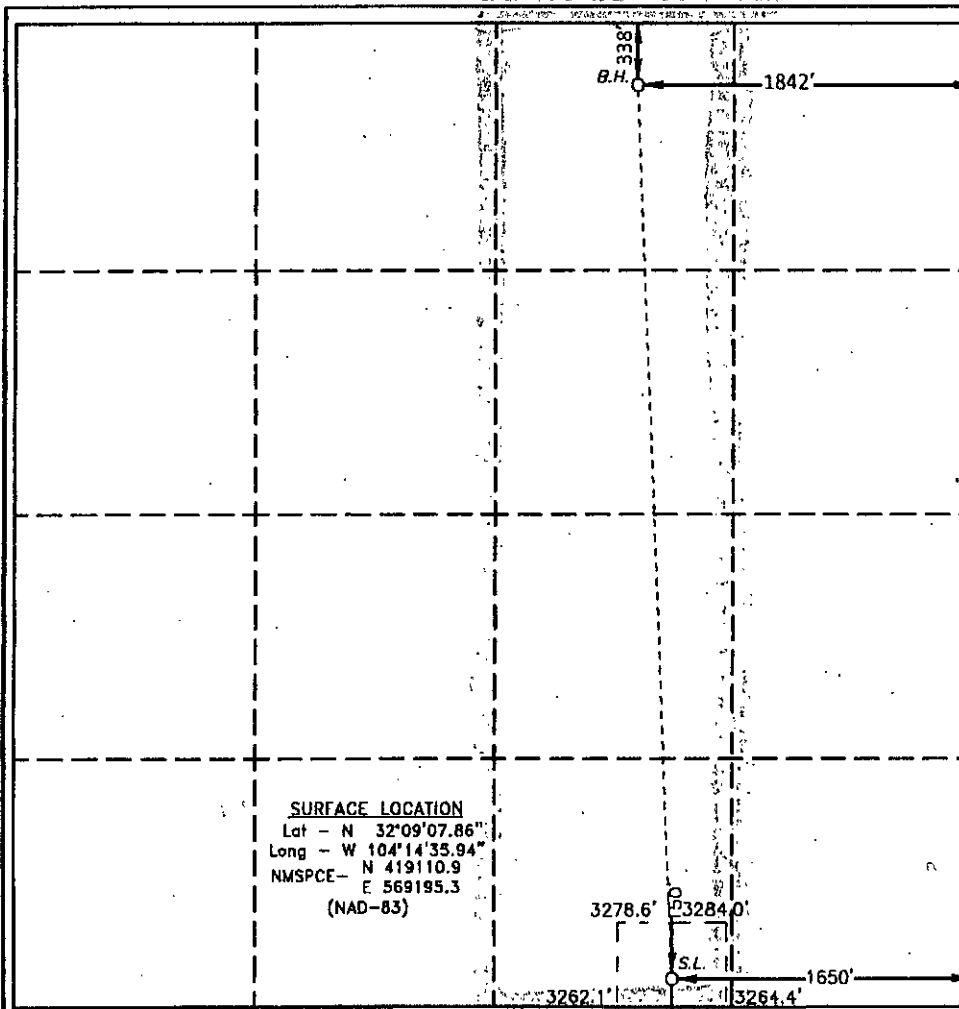 338'
B.H.
1842'
SURFACE LOCATION
Lat - N 32°09'07.86"
Long - W 104°14'35.94"
NMSPCE- N 419110.9
E 569195.3
(NAD-83)
150
3278.6'
3284.0'
S.L.
1650'
3262.1'
3264.4'